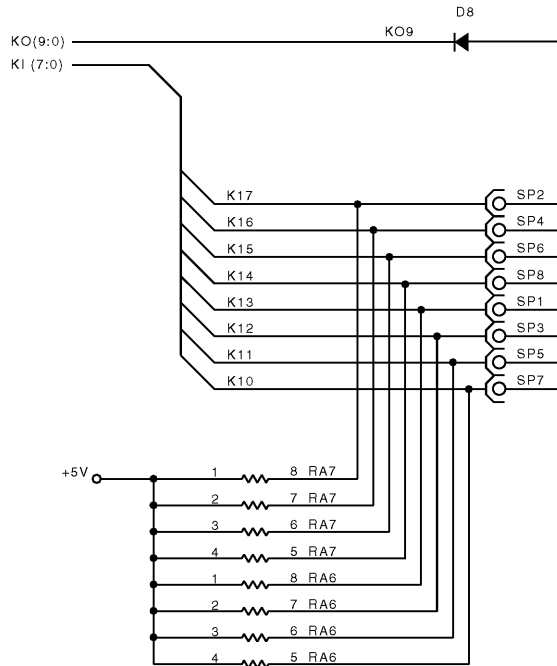 D8
KO(9:0) KO9
KI (7:0)
K17 SP2
K16 SP4
K15 SP6
K14 SP8
K13 SP1
K12 SP3
K11 SP5
K10 SP7
+5V 1 8 RA7
2 7 RA7
3 6 RA7
4 5 RA7
1 8 RA6
2 7 RA6
3 6 RA6
4 5 RA6